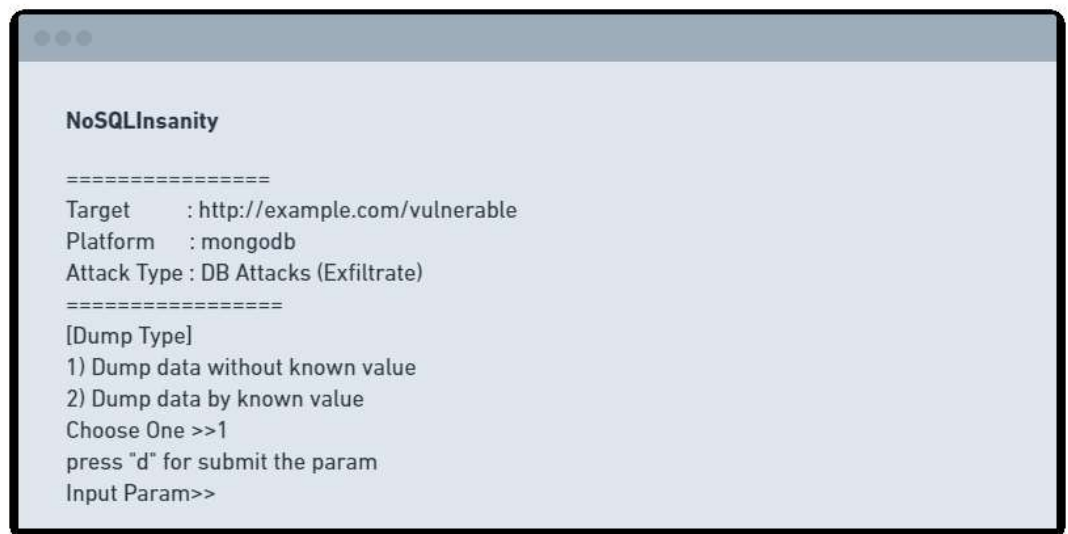 NoSQLInsanity
================
Target : http://example.com/vulnerable
Platform : mongodb
Attack Type : DB Attacks (Exfiltrate)
=================
[Dump Type]
1) Dump data without known value
2) Dump data by known value
Choose One >>1
press "d" for submit the param
Input Param>>